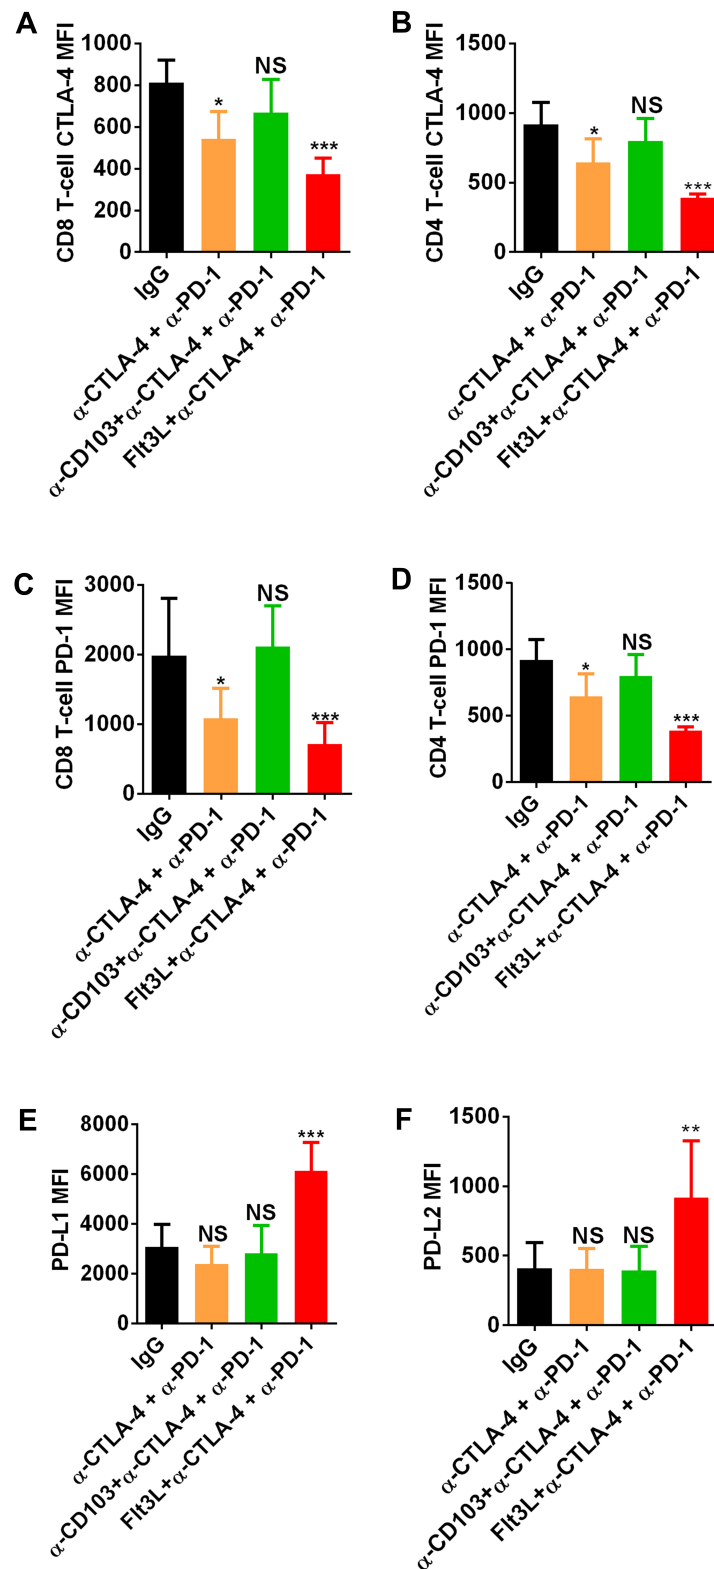 A
CD8 T-cell CTLA-4 MFI
1000
800
600
400
200
0
*
NS
***
IgG
α-CTLA-4 + α-PD-1
α-CD103+α-CTLA-4 + α-PD-1
Flt3L+α-CTLA-4 + α-PD-1
B
CD4 T-cell CTLA-4 MFI
1500
1000
500
0
*
NS
***
IgG
α-CTLA-4 + α-PD-1
α-CD103+α-CTLA-4 + α-PD-1
Flt3L+α-CTLA-4 + α-PD-1
C
CD8 T-cell PD-1 MFI
3000
2000
1000
0
*
NS
***
IgG
α-CTLA-4 + α-PD-1
α-CD103+α-CTLA-4 + α-PD-1
Flt3L+α-CTLA-4 + α-PD-1
D
CD4 T-cell PD-1 MFI
1500
1000
500
0
*
NS
***
IgG
α-CTLA-4 + α-PD-1
α-CD103+α-CTLA-4 + α-PD-1
Flt3L+α-CTLA-4 + α-PD-1
E
PD-L1 MFI
8000
6000
4000
2000
0
NS
NS
***
IgG
α-CTLA-4 + α-PD-1
α-CD103+α-CTLA-4 + α-PD-1
Flt3L+α-CTLA-4 + α-PD-1
F
PD-L2 MFI
1500
1000
500
0
NS
NS
**
IgG
α-CTLA-4 + α-PD-1
α-CD103+α-CTLA-4 + α-PD-1
Flt3L+α-CTLA-4 + α-PD-1